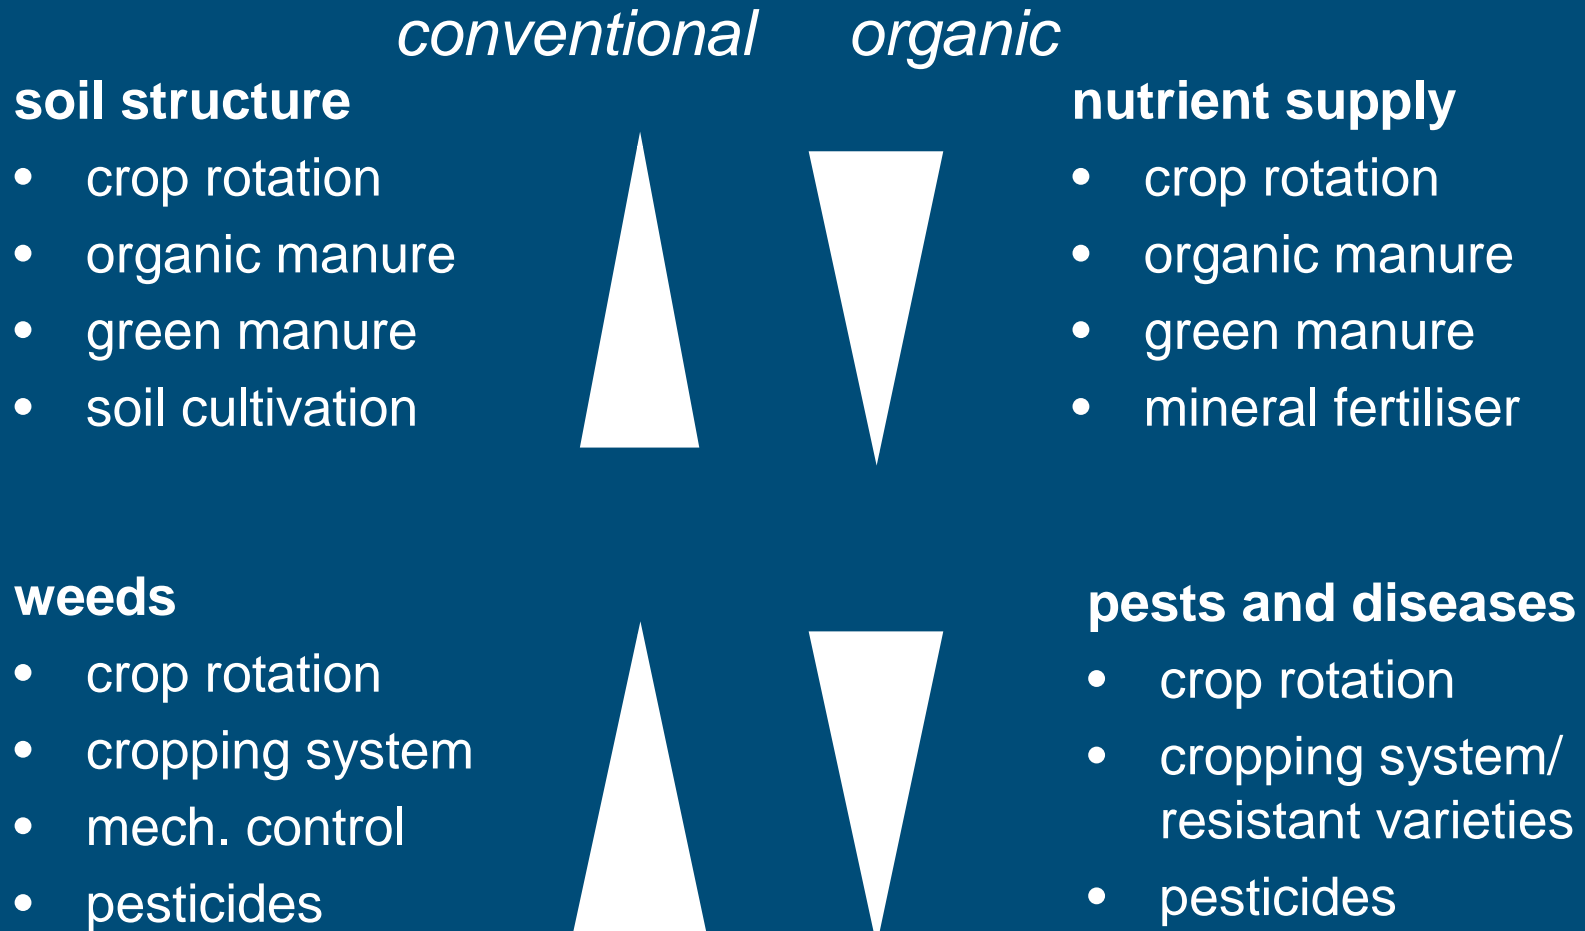 conventional organic
soil structure
• crop rotation
• organic manure
• green manure
• soil cultivation
nutrient supply
• crop rotation
• organic manure
• green manure
• mineral fertiliser
weeds
• crop rotation
• cropping system
• mech. control
• pesticides
pests and diseases
• crop rotation
• cropping system/
resistant varieties
• pesticides